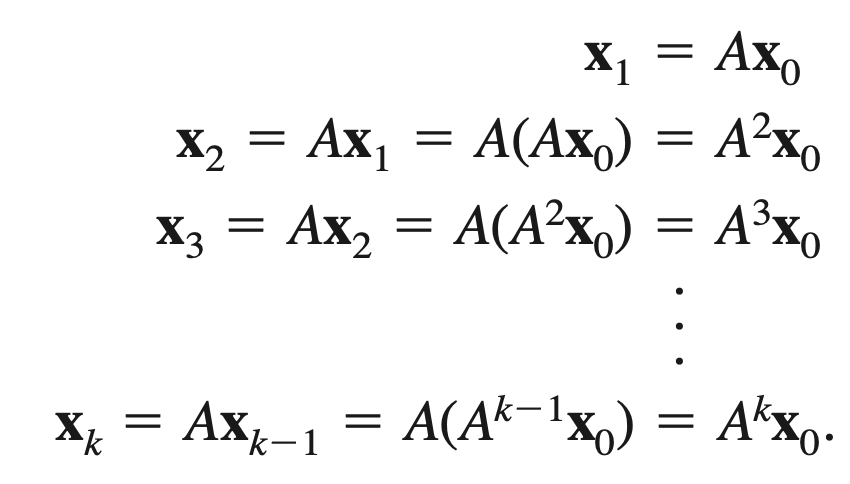 𝐱₁ = A𝐱₀
𝐱₂ = A𝐱₁ = A(A𝐱₀) = A²𝐱₀
𝐱₃ = A𝐱₂ = A(A²𝐱₀) = A³𝐱₀
⋮
𝐱ₖ = A𝐱ₖ₋₁ = A(Aᵏ⁻¹𝐱₀) = Aᵏ𝐱₀.